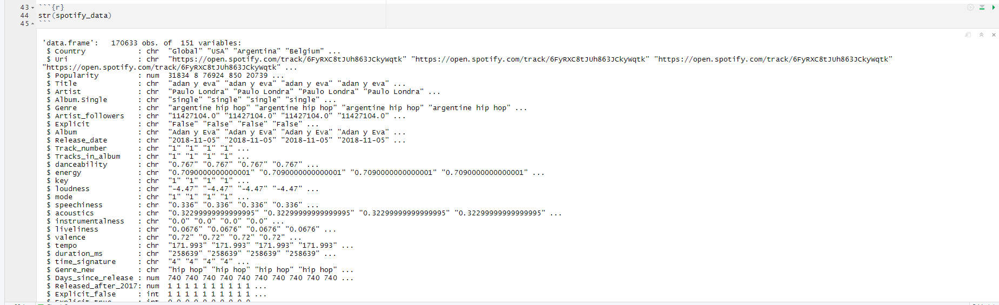 43 ```{r}
44 str(spotify_data)
45 ```
'data.frame':   170633 obs. of  151 variables:
 $ Country            : chr  "Global" "USA" "Argentina" "Belgium" ...
 $ Uri                : chr  "https://open.spotify.com/track/6FyRXC8tJUh863JCkyWqtk" "https://open.spotify.com/track/6FyRXC8tJUh863JCkyWqtk" "https://open.spotify.com/track/6FyRXC8tJUh863JCkyWqtk"
"https://open.spotify.com/track/6FyRXC8tJUh863JCkyWqtk" ...
 $ Popularity         : num  31834 8 76924 850 20739 ...
 $ Title              : chr  "adan y eva" "adan y eva" "adan y eva" "adan y eva" ...
 $ Artist             : chr  "Paulo Londra" "Paulo Londra" "Paulo Londra" "Paulo Londra" ...
 $ Album.Single       : chr  "single" "single" "single" "single" ...
 $ Genre              : chr  "argentine hip hop" "argentine hip hop" "argentine hip hop" "argentine hip hop" ...
 $ Artist_followers   : chr  "11427104.0" "11427104.0" "11427104.0" "11427104.0" ...
 $ Explicit           : chr  "False" "False" "False" "False" ...
 $ Album              : chr  "Adan y Eva" "Adan y Eva" "Adan y Eva" "Adan y Eva" ...
 $ Release_date       : chr  "2018-11-05" "2018-11-05" "2018-11-05" "2018-11-05" ...
 $ Track_number       : chr  "1" "1" "1" "1" ...
 $ Tracks_in_album    : chr  "1" "1" "1" "1" ...
 $ danceability       : chr  "0.767" "0.767" "0.767" "0.767" ...
 $ energy             : chr  "0.7090000000000001" "0.7090000000000001" "0.7090000000000001" "0.7090000000000001" ...
 $ key                : chr  "1" "1" "1" "1" ...
 $ loudness           : chr  "-4.47" "-4.47" "-4.47" "-4.47" ...
 $ mode               : chr  "1" "1" "1" "1" ...
 $ speechiness        : chr  "0.336" "0.336" "0.336" "0.336" ...
 $ acoustics          : chr  "0.32299999999999995" "0.32299999999999995" "0.32299999999999995" "0.32299999999999995" ...
 $ instrumentalness   : chr  "0.0" "0.0" "0.0" "0.0" ...
 $ liveliness         : chr  "0.0676" "0.0676" "0.0676" "0.0676" ...
 $ valence            : chr  "0.72" "0.72" "0.72" "0.72" ...
 $ tempo              : chr  "171.993" "171.993" "171.993" "171.993" ...
 $ duration_ms        : chr  "258639" "258639" "258639" "258639" ...
 $ time_signature     : chr  "4" "4" "4" "4" ...
 $ Genre_new          : chr  "hip hop" "hip hop" "hip hop" "hip hop" ...
 $ Days_since_release : num  740 740 740 740 740 740 740 740 740 740 ...
 $ Released_after_2017: num  1 1 1 1 1 1 1 1 1 1 ...
 $ Explicit_false     : int  1 1 1 1 1 1 1 1 1 1 ...